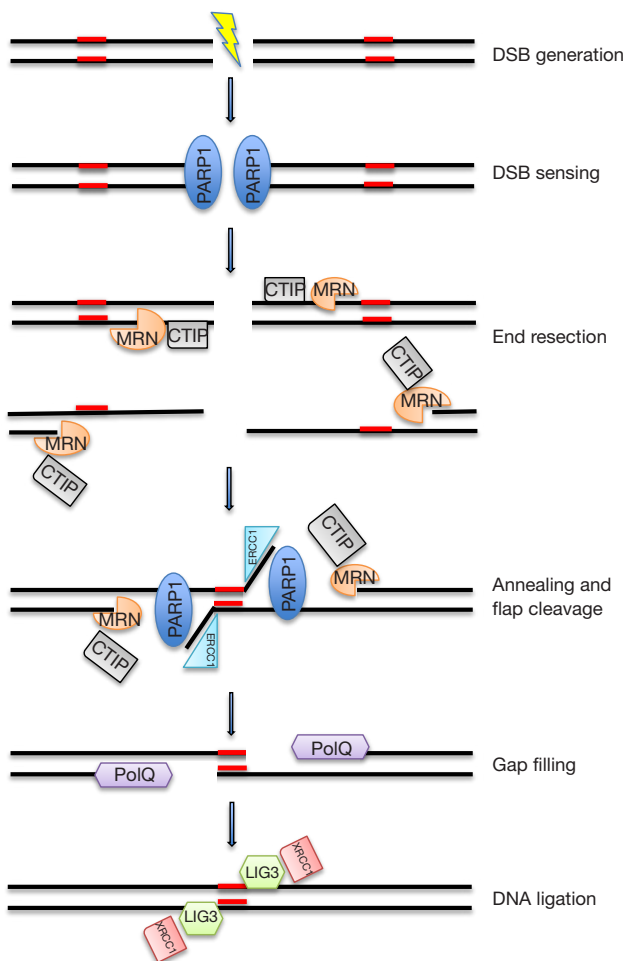 DSB generation
PARP1
PARP1
DSB sensing
CTIP
MRN
MRN
CTIP
End resection
CTIP
MRN
MRN
CTIP
ERCC1
CTIP
PARP1
MRN
Annealing and
flap cleavage
MRN
PARP1
CTIP
ERCC1
PolQ
Gap filling
PolQ
XRCC1
LIG3
DNA ligation
LIG3
XRCC1